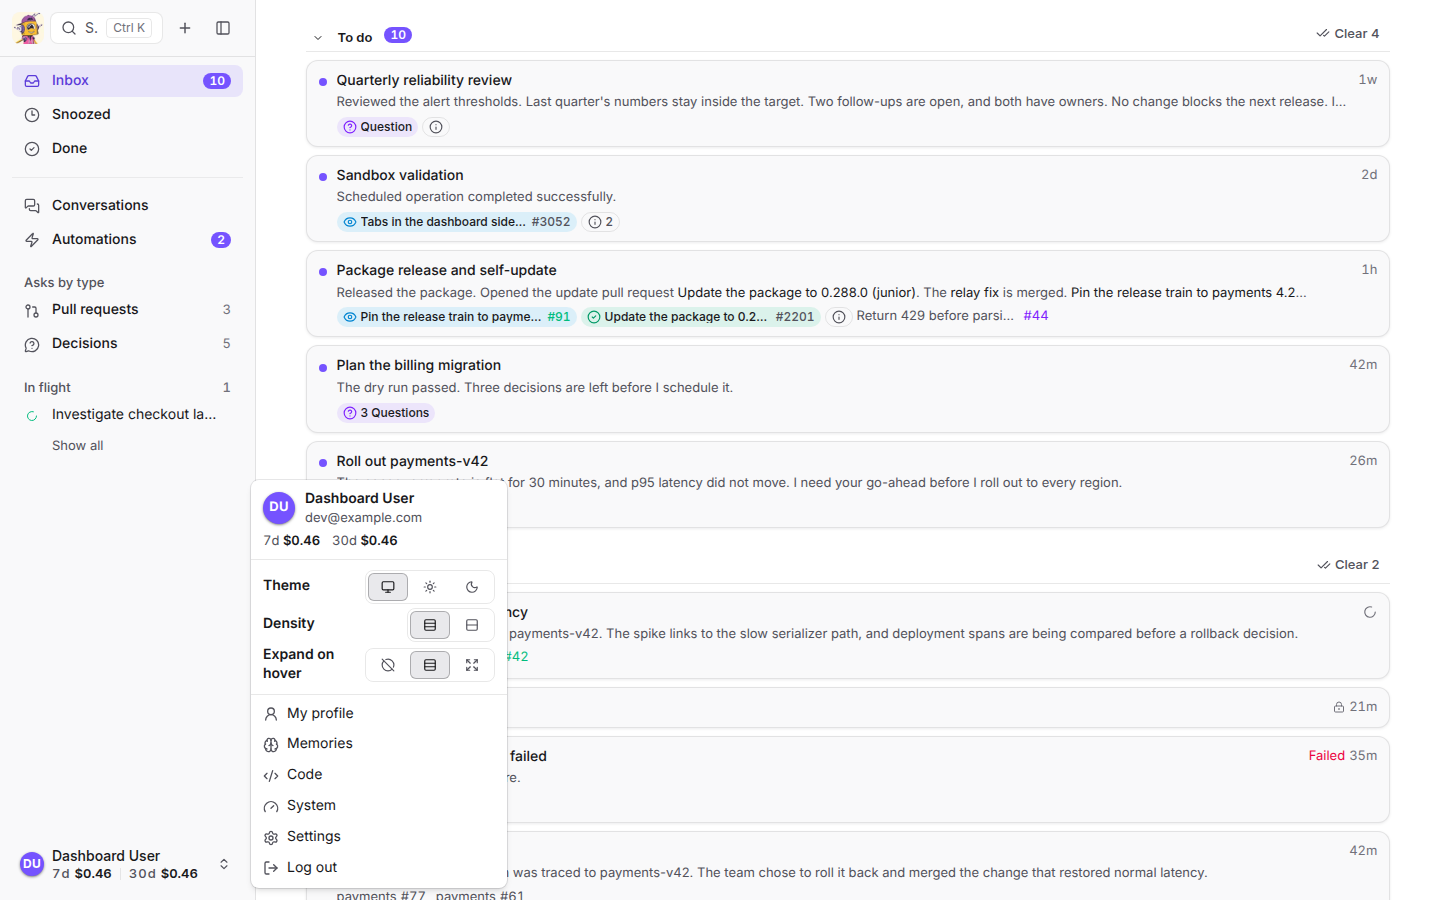 S. Ctrl K
Inbox 10
Snoozed
Done
Conversations
Automations 2
Asks by type
Pull requests 3
Decisions 5
In flight 1
Investigate checkout la...
Show all
DU Dashboard User
7d $0.46 30d $0.46
To do 10 Clear 4
Quarterly reliability review 1w
Reviewed the alert thresholds. Last quarter's numbers stay inside the target. Two follow-ups are open, and both have owners. No change blocks the next release. I...
Question
Sandbox validation 2d
Scheduled operation completed successfully.
Tabs in the dashboard side... #3052 2
Package release and self-update 1h
Released the package. Opened the update pull request Update the package to 0.288.0 (junior). The relay fix is merged. Pin the release train to payments 4.2...
Pin the release train to payme... #91 Update the package to 0.2... #2201 Return 429 before parsi... #44
Plan the billing migration 42m
The dry run passed. Three decisions are left before I schedule it.
3 Questions
Roll out payments-v42 26m
for 30 minutes, and p95 latency did not move. I need your go-ahead before I roll out to every region.
DU Dashboard User
dev@example.com
7d $0.46 30d $0.46
Theme
Density
Expand on
hover
My profile
Memories
Code
System
Settings
Log out
Clear 2
ncy
payments-v42. The spike links to the slow serializer path, and deployment spans are being compared before a rollback decision.
#42
21m
failed Failed 35m
re.
42m
was traced to payments-v42. The team chose to roll it back and merged the change that restored normal latency.
payments #77 payments #61